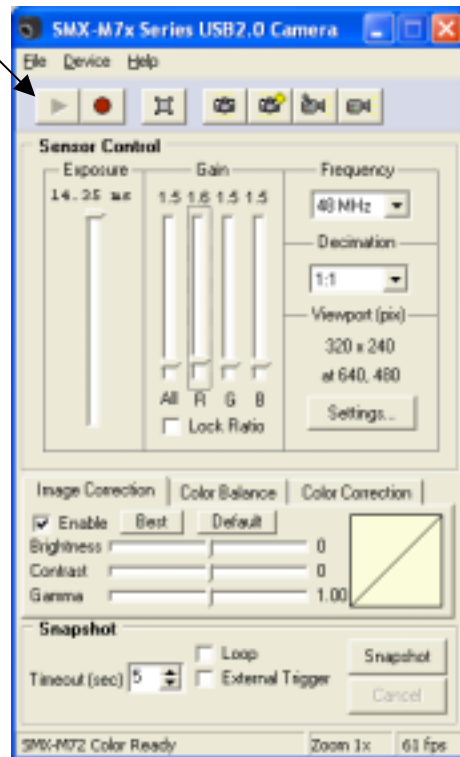 SMX-M7x Series USB2.0 Camera
File Device Help
Sensor Control
Exposure
14.35 ms
Gain
1.5 1.6 1.5 1.5
All R G B
Lock Ratio
Frequency
48 MHz
Decimation
1:1
Viewport (pix)
320 x 240
at 640, 480
Settings...
Image Correction Color Balance Color Correction
Enable Best Default
Brightness 0
Contrast 0
Gamma 1.00
Snapshot
Timeout (sec) 5
Loop
External Trigger
Snapshot
Cancel
SMX-M72 Color Ready Zoom 1x 61 fps